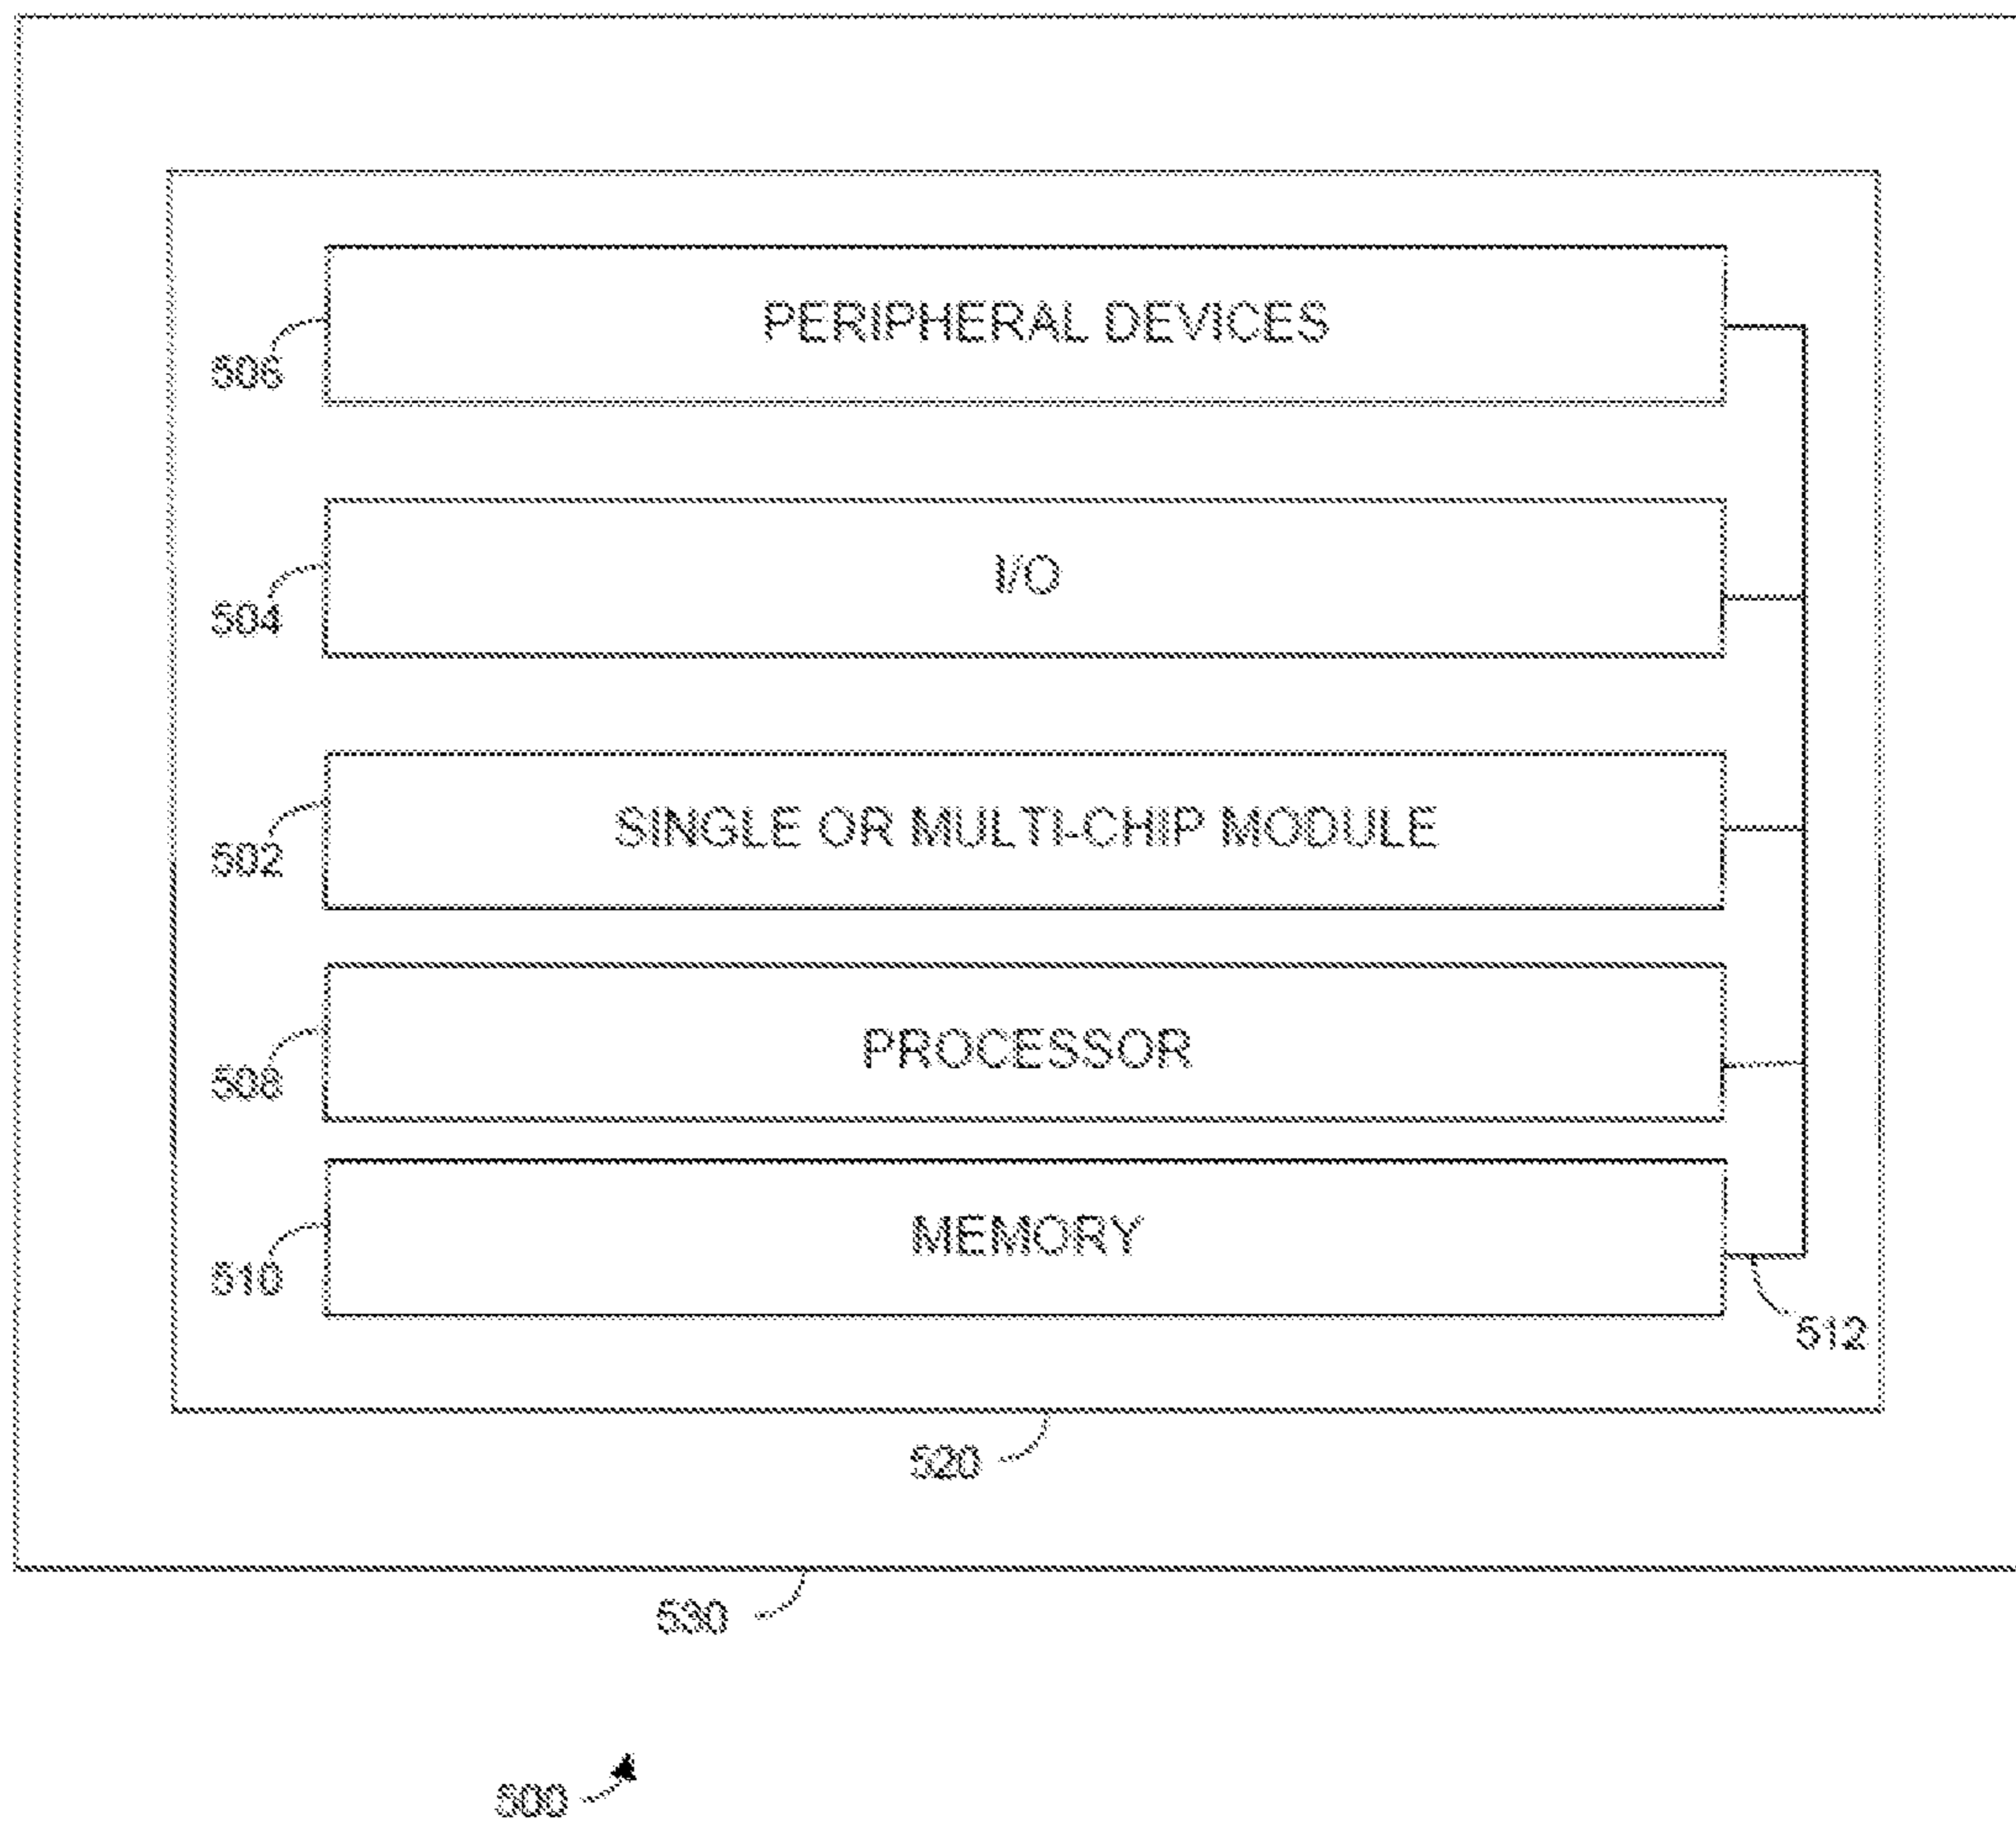 PERIPHERAL DEVICES
506
I/O
504
SINGLE OR MULTI-CHIP MODULE
502
PROCESSOR
508
MEMORY
510
512
520
530
500